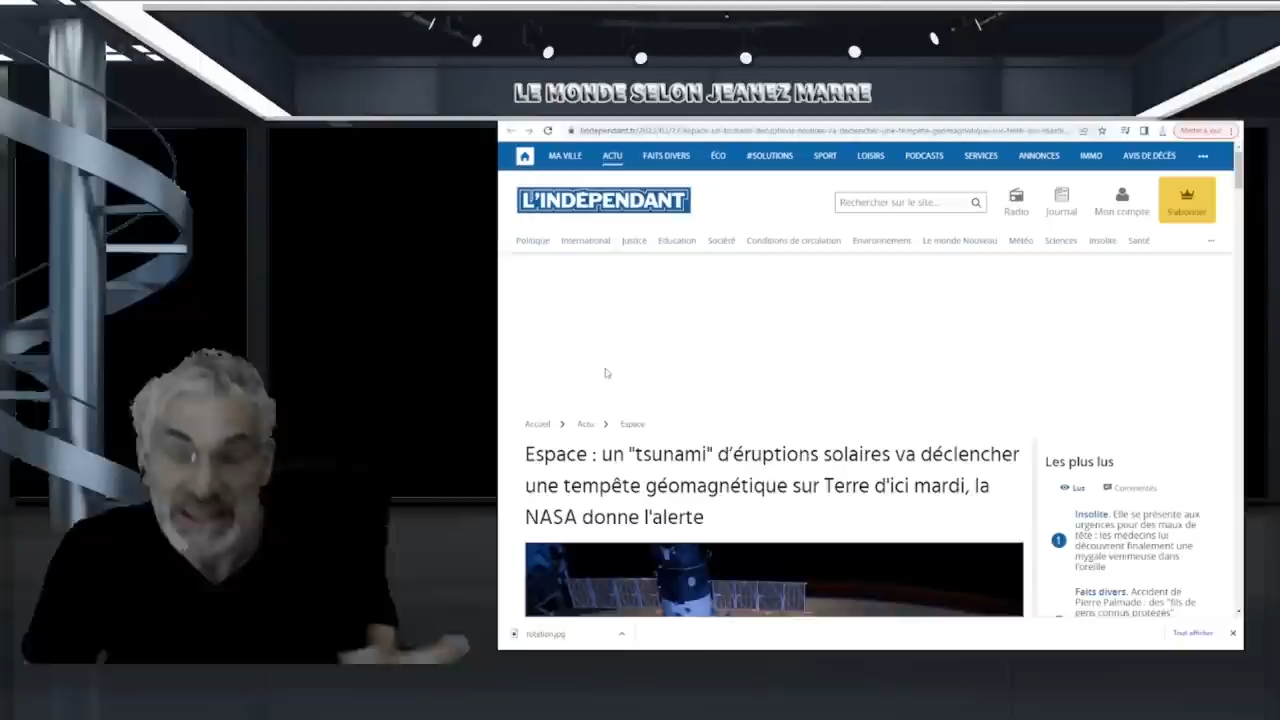 LE MONDE SELON JEANEZ MARRE
MA VILLE ACTU FAITS DIVERS ÉCO #SOLUTIONS SPORT LOISIRS PODCASTS SERVICES ANNONCES IMMO AVIS DE DÉCÈS
L'INDÉPENDANT
Rechercher sur le site...
Radio Journal Mon compte S'abonner
Politique International Justice Education Société Conditions de circulation Environnement Le monde Nouveau Météo Sciences Insolite Santé
Accueil Actu Espace
Espace : un "tsunami" d'éruptions solaires va déclencher
une tempête géomagnétique sur Terre d'ici mardi, la
NASA donne l'alerte
Les plus lus
Lus Commentés
1
Insolite. Elle se présente aux
urgences pour des maux de
tête : les médecins lui
découvrent finalement une
mygale venimeuse dans
l'oreille
Faits divers. Accident de
Pierre Palmade : des "fils de
gens connus protégés"
rotation.jpg
Tout afficher